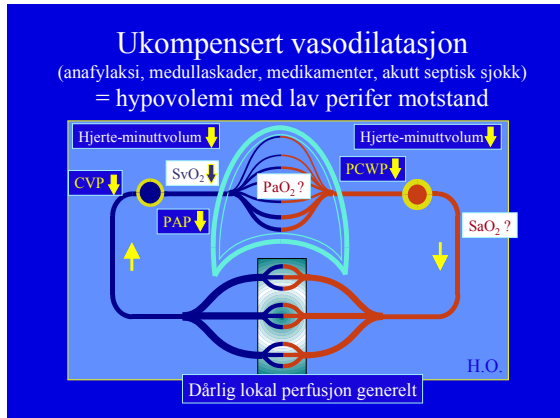 Ukompensert vasodilatasjon
(anafylaksi, medullaskader, medikamenter, akutt septisk sjokk)
= hypovolemi med lav perifer motstand
Hjerte-minuttvolum
Hjerte-minuttvolum
CVP
SvO₂
PaO₂ ?
PCWP
PAP
SaO₂ ?
H.O.
Dårlig lokal perfusjon generelt